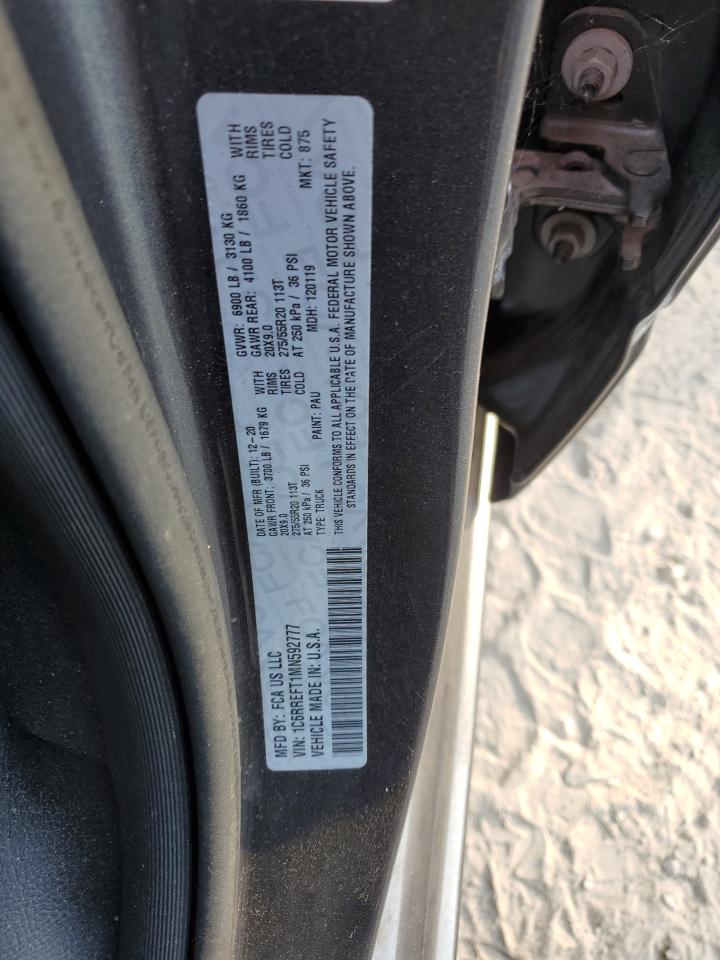 MFD BY: FCA US LLC
VIN: 1C6RREFT1MN592777
VEHICLE MADE IN: U.S.A.
DATE OF MFR (BUILT): 12-20
GAWR FRONT: 3700 LB / 1679 KG WITH
20X9.0 RIMS
275/55R20 113T TIRES
AT 250 kPa / 36 PSI COLD
TYPE: TRUCK PAINT: PAU
GVWR: 6900 LB / 3130 KG
GAWR REAR: 4100 LB / 1860 KG WITH
20X9.0 RIMS
275/55R20 113T TIRES
AT 250 kPa / 36 PSI COLD
MDH: 120119 MKT: 875
THIS VEHICLE CONFORMS TO ALL APPLICABLE U.S.A. FEDERAL MOTOR VEHICLE SAFETY
STANDARDS IN EFFECT ON THE DATE OF MANUFACTURE SHOWN ABOVE.